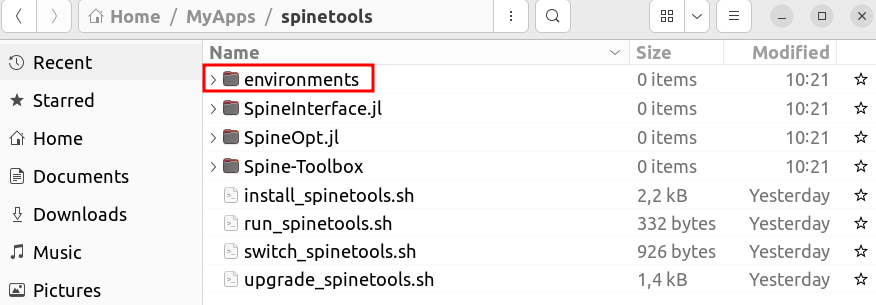 Home / MyApps / spinetools
Name Size Modified
Recent
Starred
Home
Documents
Downloads
Music
Pictures
environments 0 items 10:21
SpineInterface.jl 0 items 10:21
SpineOpt.jl 0 items 10:21
Spine-Toolbox 0 items 10:21
install_spinetools.sh 2,2 kB Yesterday
run_spinetools.sh 332 bytes Yesterday
switch_spinetools.sh 926 bytes Yesterday
upgrade_spinetools.sh 1,4 kB Yesterday